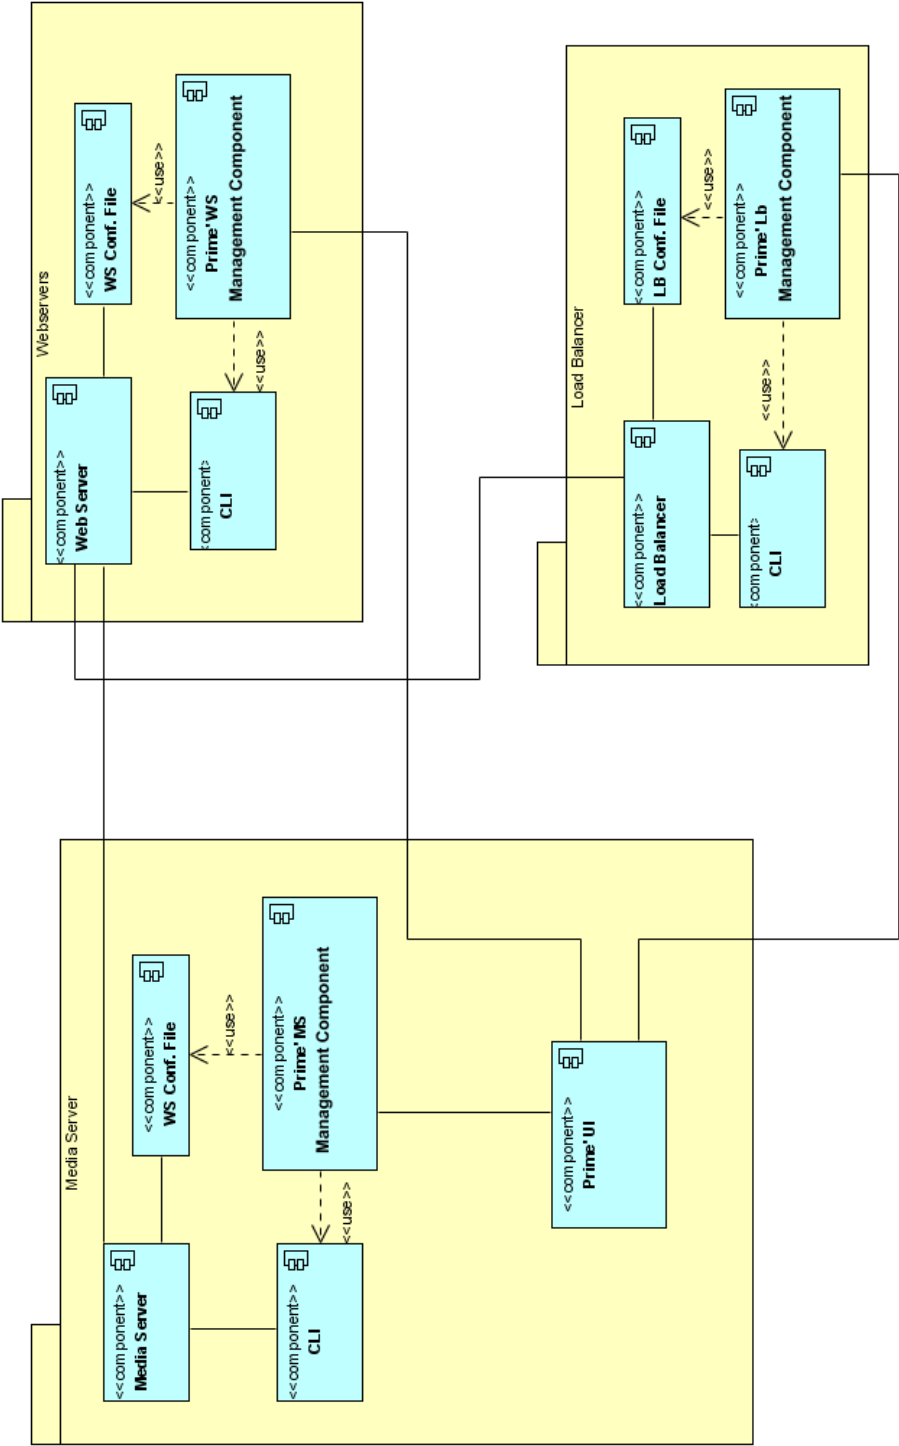 Media Server
<<component>>
Media Server
<<component>>
WS Conf. File
<<use>>
<<component>>
Prime'MS
Management Component
<<use>>
<<component>>
CLI
<<component>>
Prime'UI
Webservers
<<component>>
Web Server
<<component>>
WS Conf. File
<<use>>
<<component>>
Prime'WS
Management Component
<<use>>
<component>
CLI
Load Balancer
<<component>>
Load Balancer
<<component>>
LB Conf. File
<<use>>
<<component>>
Prime'Lb
Management Component
<<use>>
<component>
CLI